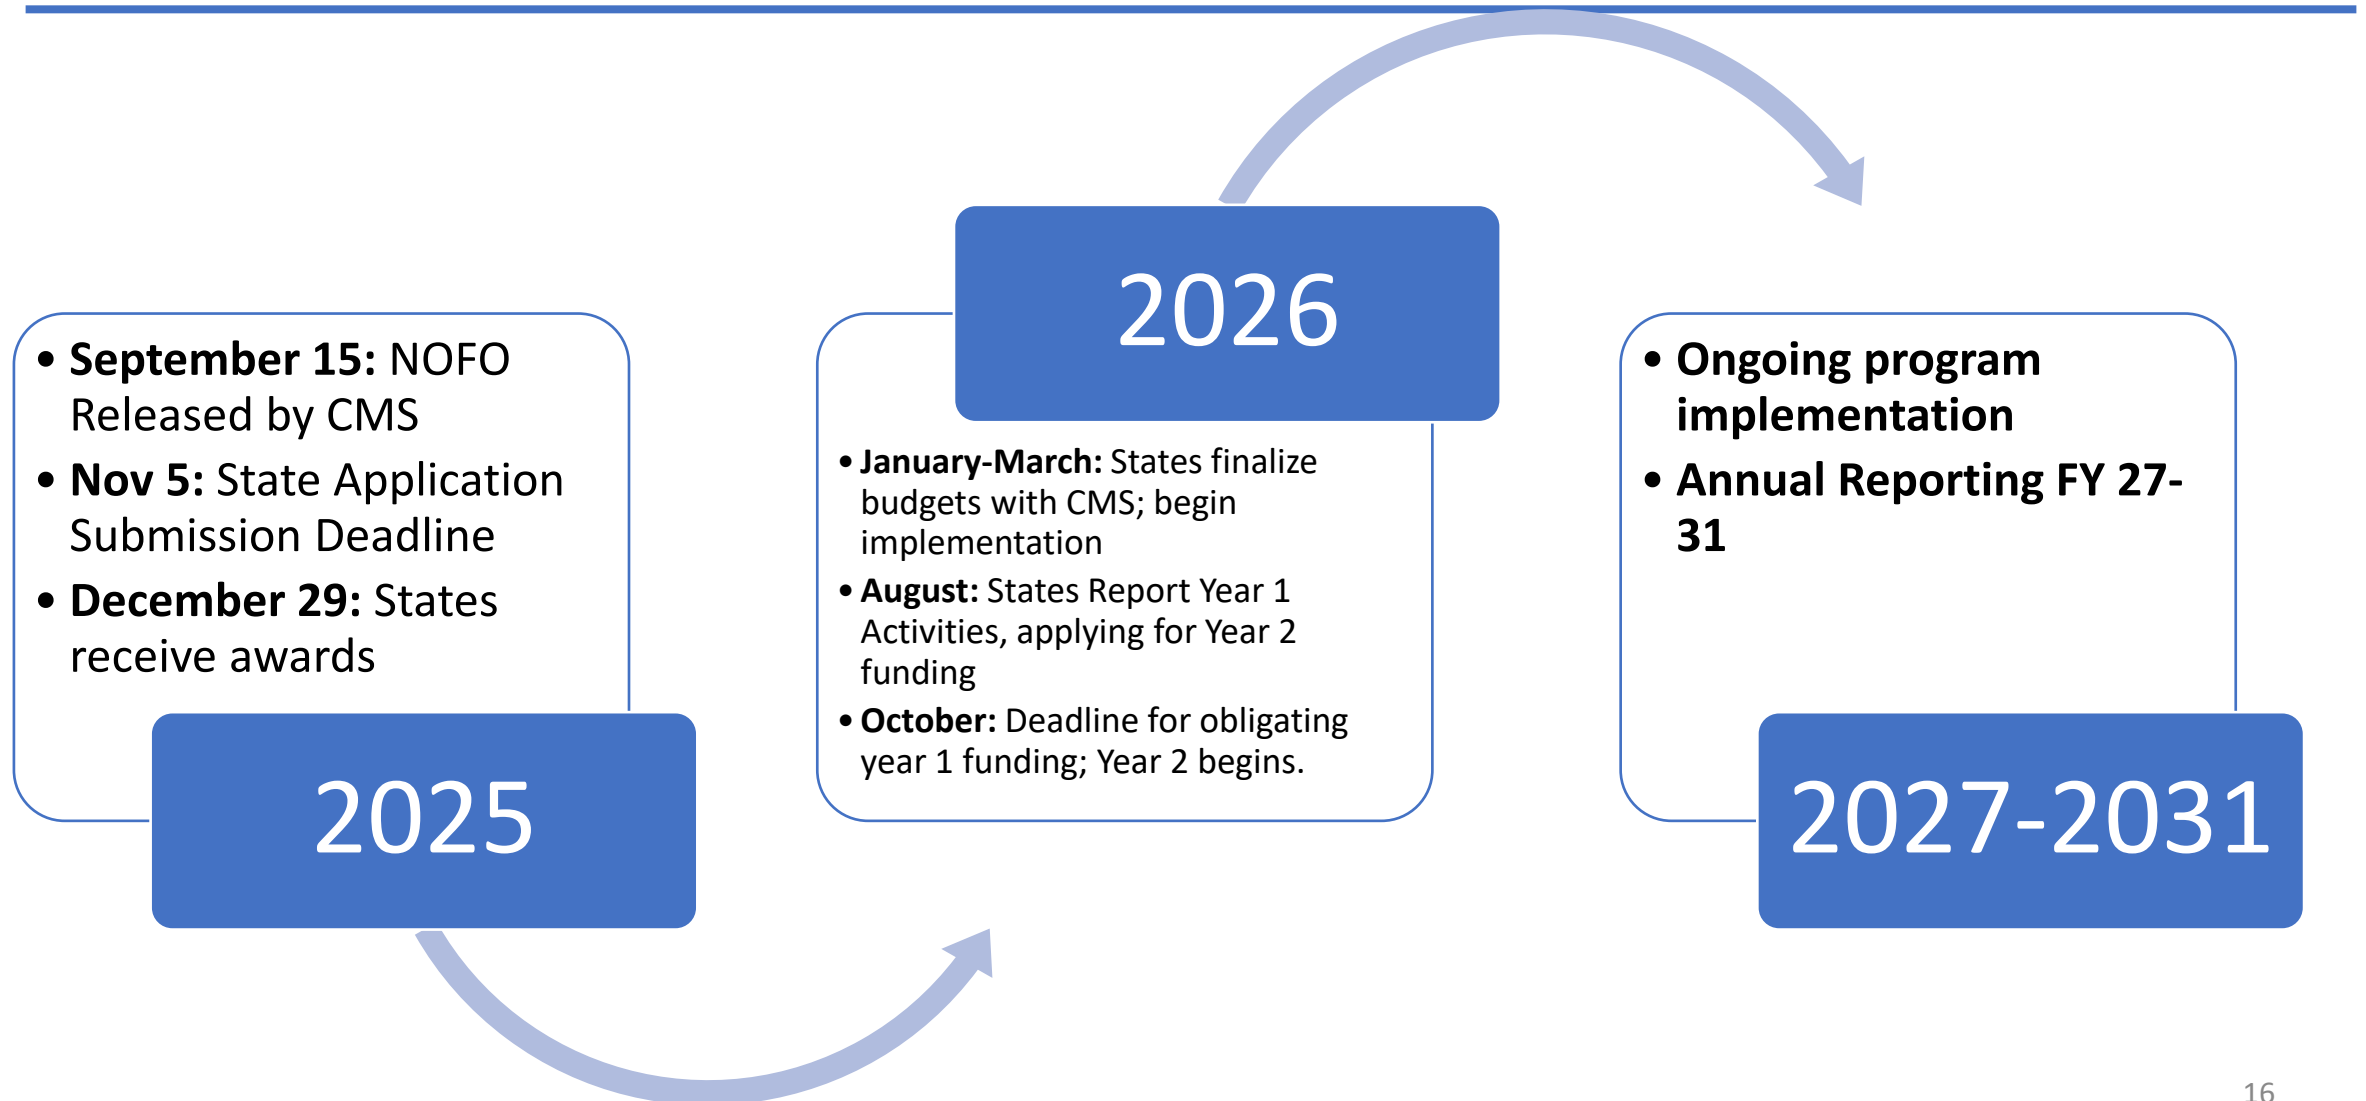 • September 15: NOFO
Released by CMS
• Nov 5: State Application
Submission Deadline
• December 29: States
receive awards
2025
2026
• January-March: States finalize
budgets with CMS; begin
implementation
• August: States Report Year 1
Activities, applying for Year 2
funding
• October: Deadline for obligating
year 1 funding; Year 2 begins.
• Ongoing program
implementation
• Annual Reporting FY 27-
31
2027-2031
16